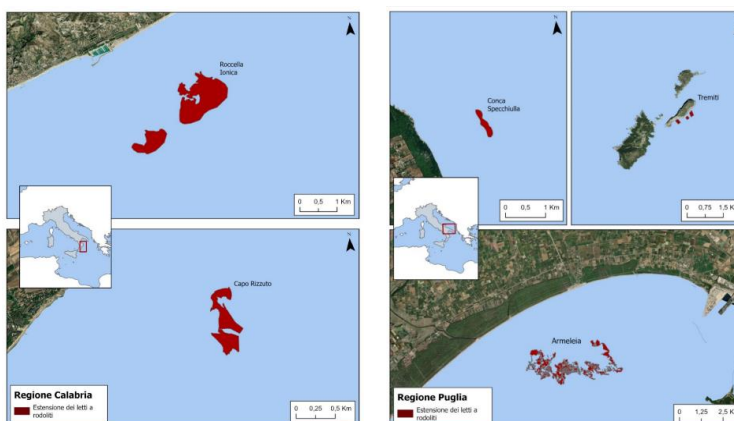 N
Roccella
Ionica
0 0,5 1 Km
N
Capo Rizzuto
Regione Calabria
Estensione dei letti a
rodoliti
0 0,25 0,5 Km
N
Conca
Specchiulla
0 0,5 1 Km
Tremiti
0 0,75 1,5 K
Armeleia
Regione Puglia
Estensione dei letti a
rodoliti
0 1,25 2,5 K